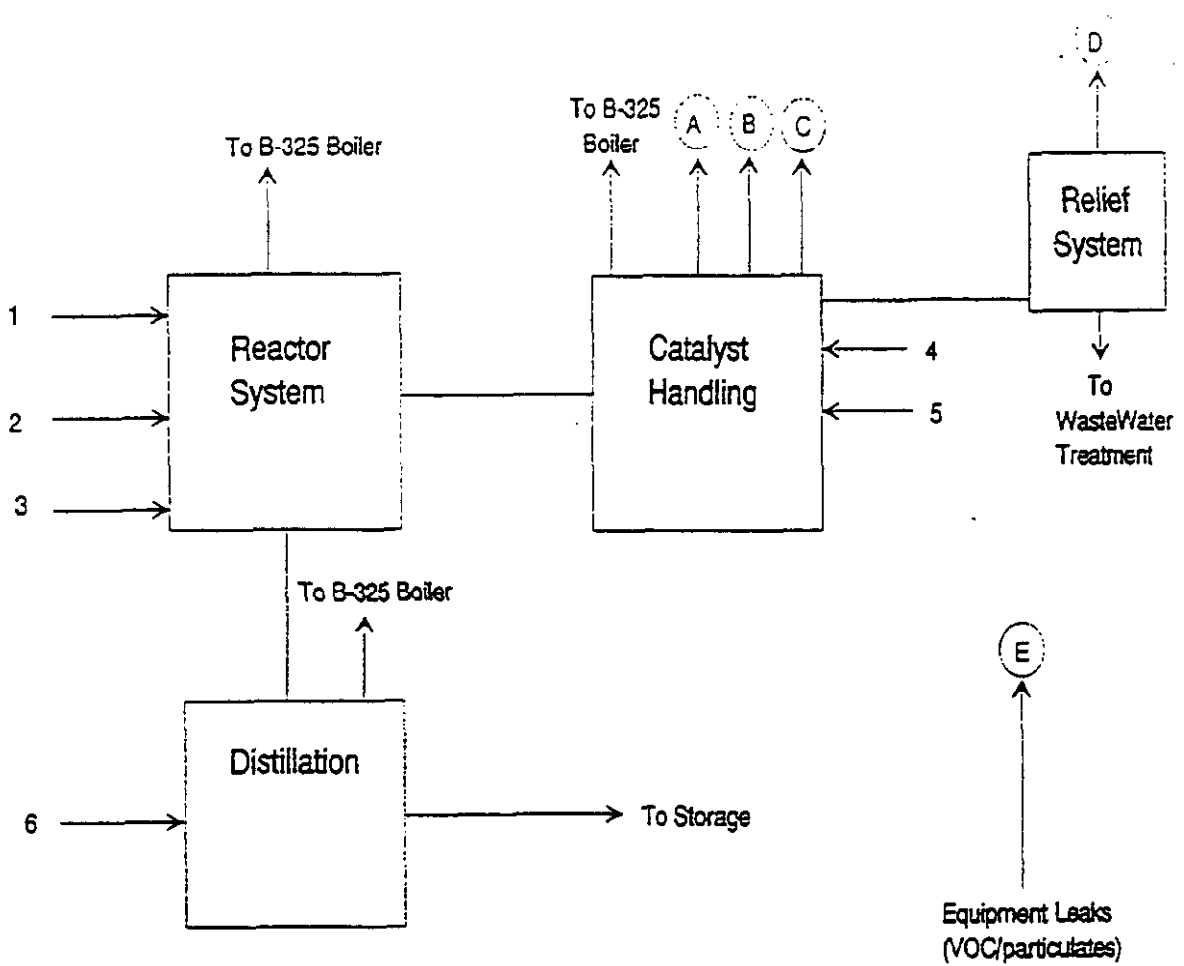 D
To B-325
Boiler
A
B
C
To B-325 Boiler
Relief
System
1
Reactor
System
Catalyst
Handling
4
2
5
To
WasteWater
Treatment
3
To B-325 Boiler
E
Distillation
6
To Storage
Equipment Leaks
(VOC/particulates)